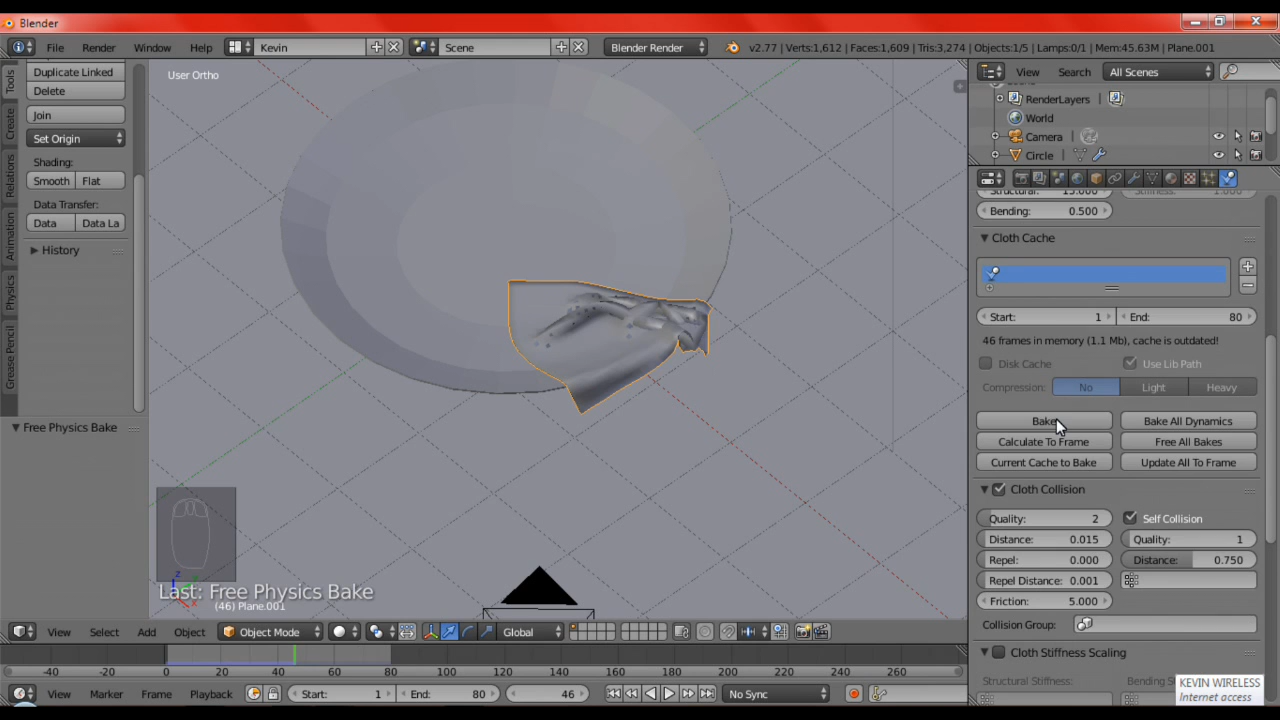 Blender
File Render Window Help Kevin Scene Blender Render v2.77 | Verts:1,612 | Faces:1,609 | Tris:3,274 | Objects:1/5 | Lamps:0/1 | Mem:45.63M | Plane.001
Tools
Create
Relations
Animation
Physics
Grease Pencil
Duplicate Linked
Delete
Join
Set Origin
Shading:
Smooth Flat
Data Transfer:
Data Data La
History
Free Physics Bake
User Ortho
Last: Free Physics Bake
(46) Plane.001
View Select Add Object Object Mode Global
-40 -20 0 20 40 60 80 100 120 140 160 180 200 220 240 260
View Marker Frame Playback Start: 1 End: 80 46 No Sync
View Search All Scenes
RenderLayers
World
Camera
Circle
Structural: 15.000 Stiffness: 1.000
Bending: 0.500
Cloth Cache
Start: 1 End: 80
46 frames in memory (1.1 Mb), cache is outdated!
Disk Cache Use Lib Path
Compression: No Light Heavy
Bake Bake All Dynamics
Calculate To Frame Free All Bakes
Current Cache to Bake Update All To Frame
Cloth Collision
Quality: 2 Self Collision
Distance: 0.015 Quality: 1
Repel: 0.000 Distance: 0.750
Repel Distance: 0.001
Friction: 5.000
Collision Group:
Cloth Stiffness Scaling
Structural Stiffness: Bending
KEVIN WIRELESS
Internet access